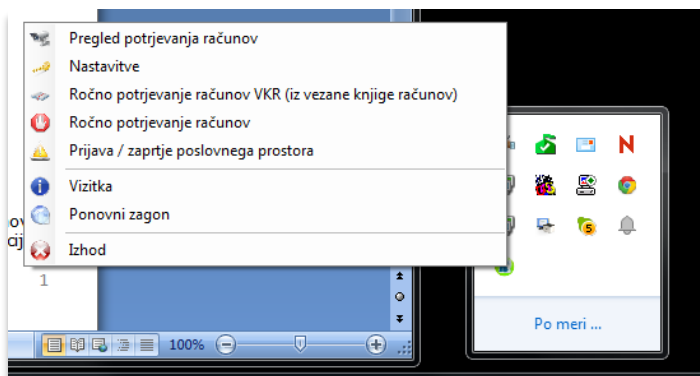 Pregled potrjevanja računov
Nastavitve
Ročno potrjevanje računov VKR (iz vezane knjige računov)
Ročno potrjevanje računov
Prijava / zaprtje poslovnega prostora
Vizitka
Ponovni zagon
Izhod
1
100%
N
5
Po meri ...